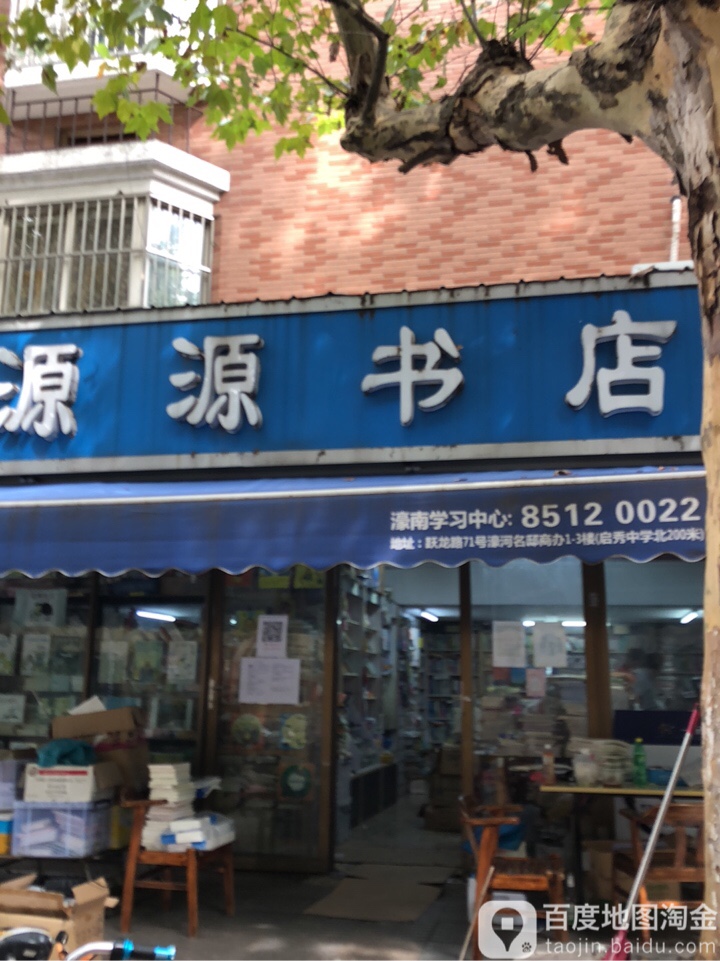 源源书店
濠南学习中心: 8512 0022
地址：跃龙路71号濠河名邸商办1-3楼(启秀中学北200米)
百度地图淘金
taojin.baidu.com